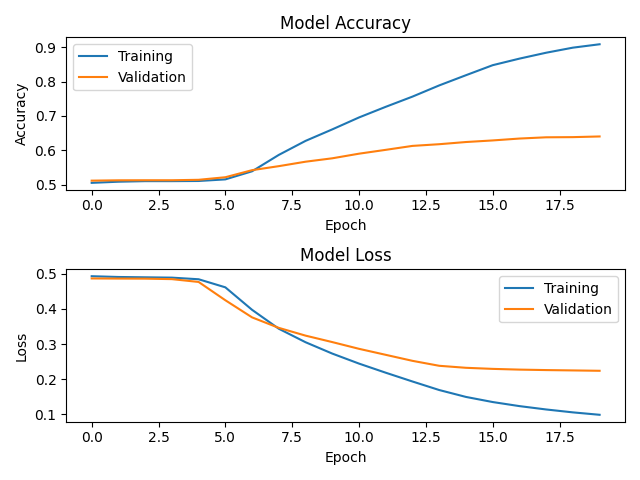 Model Accuracy
0.9
0.8
0.7
0.6
0.5
Accuracy
Training
Validation
0.0 2.5 5.0 7.5 10.0 12.5 15.0 17.5
Epoch
Model Loss
0.5
0.4
0.3
0.2
0.1
Loss
Training
Validation
0.0 2.5 5.0 7.5 10.0 12.5 15.0 17.5
Epoch